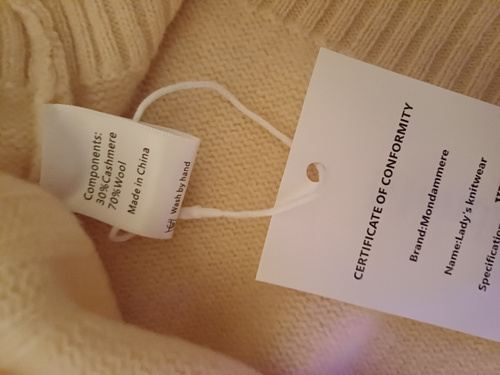 Components:
30%Cashmere
70%Wool
Made in China
Wash by hand
CERTIFICATE OF CONFORMITY
Brand:Mondammere
Name:Lady's knitwear